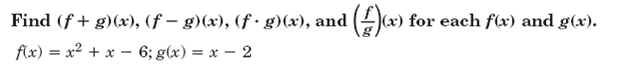 Find (f + g)(x), (f – g)(x), (f · g)(x), and (f/g)(x) for each f(x) and g(x).
f(x) = x² + x – 6; g(x) = x – 2